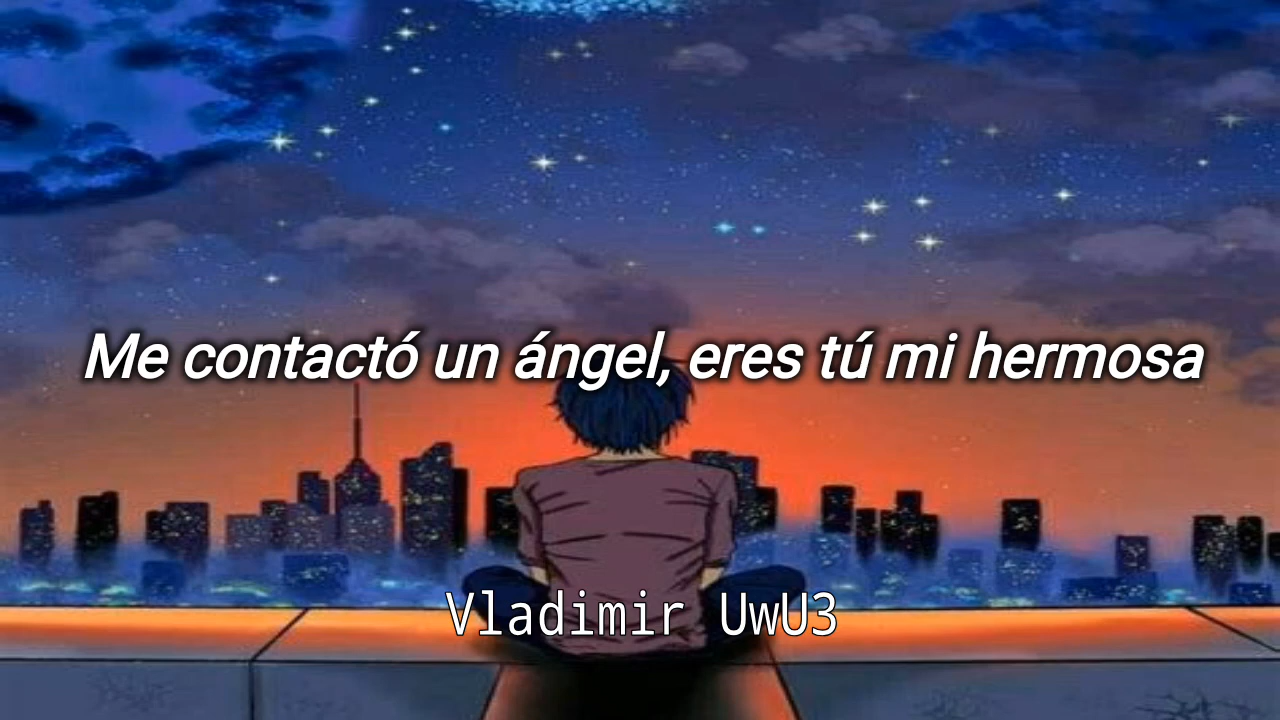 Me contactó un ángel, eres tú mi hermosa
Vladimir UwU3